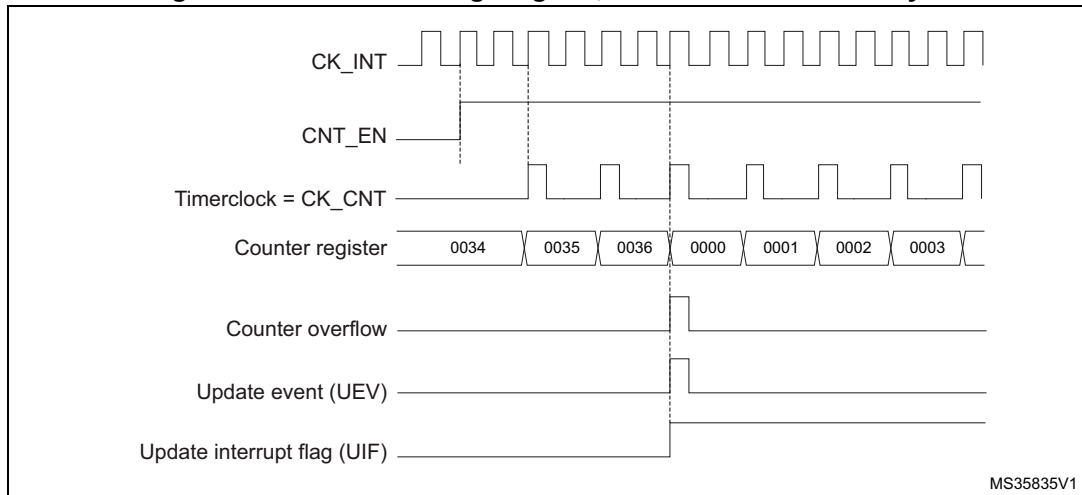 CK_INT
CNT_EN
Timerclock = CK_CNT
Counter register
0034 0035 0036 0000 0001 0002 0003
Counter overflow
Update event (UEV)
Update interrupt flag (UIF)
MS35835V1